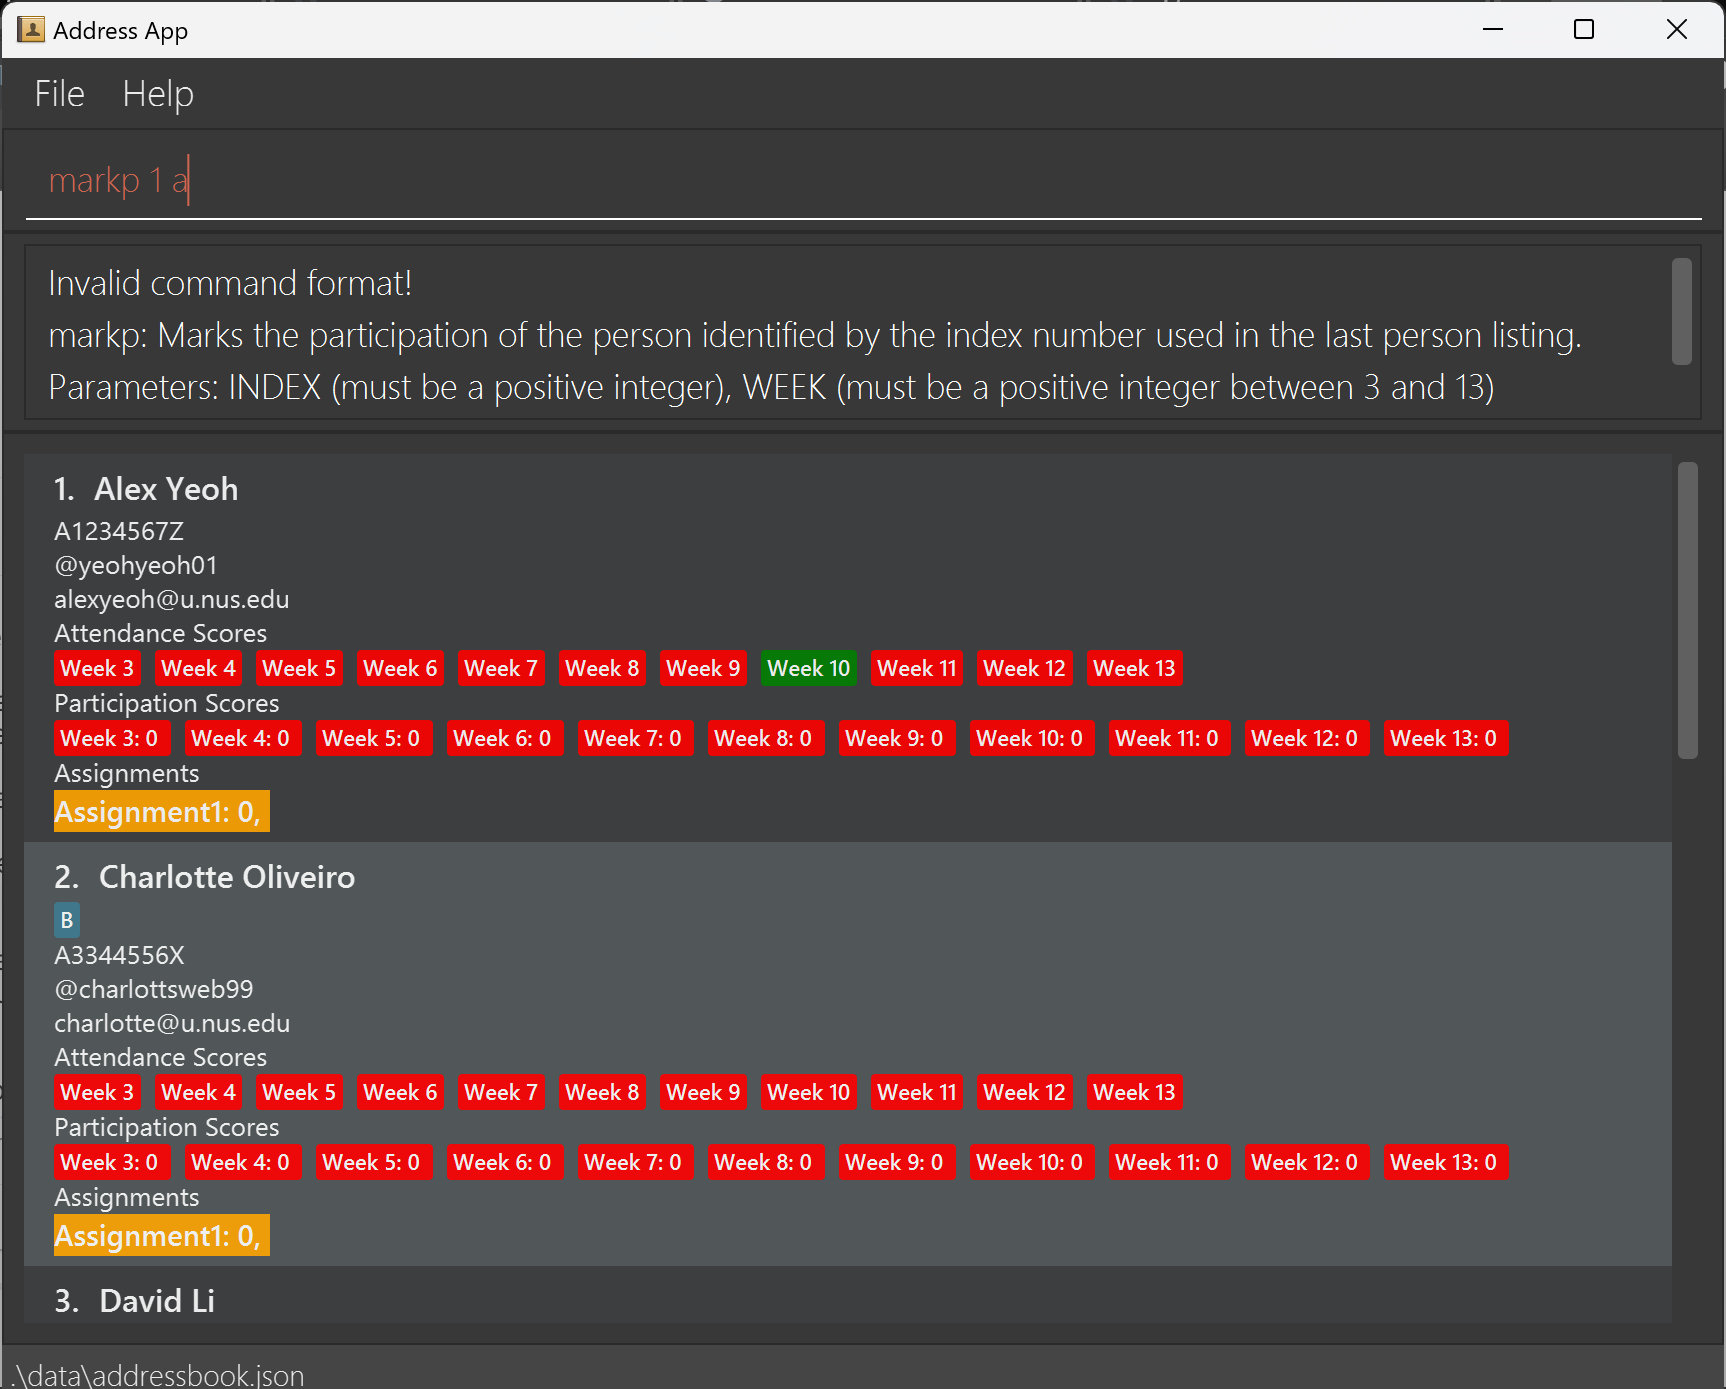 Address App
File Help
markp 1 a
Invalid command format!
markp: Marks the participation of the person identified by the index number used in the last person listing.
Parameters: INDEX (must be a positive integer), WEEK (must be a positive integer between 3 and 13)
1. Alex Yeoh
A1234567Z
@yeohyeoh01
alexyeoh@u.nus.edu
Attendance Scores
Week 3 Week 4 Week 5 Week 6 Week 7 Week 8 Week 9 Week 10 Week 11 Week 12 Week 13
Participation Scores
Week 3: 0 Week 4: 0 Week 5: 0 Week 6: 0 Week 7: 0 Week 8: 0 Week 9: 0 Week 10: 0 Week 11: 0 Week 12: 0 Week 13: 0
Assignments
Assignment1: 0,
2. Charlotte Oliveiro
B
A3344556X
@charlottsweb99
charlotte@u.nus.edu
Attendance Scores
Week 3 Week 4 Week 5 Week 6 Week 7 Week 8 Week 9 Week 10 Week 11 Week 12 Week 13
Participation Scores
Week 3: 0 Week 4: 0 Week 5: 0 Week 6: 0 Week 7: 0 Week 8: 0 Week 9: 0 Week 10: 0 Week 11: 0 Week 12: 0 Week 13: 0
Assignments
Assignment1: 0,
3. David Li
.\data\addressbook.json